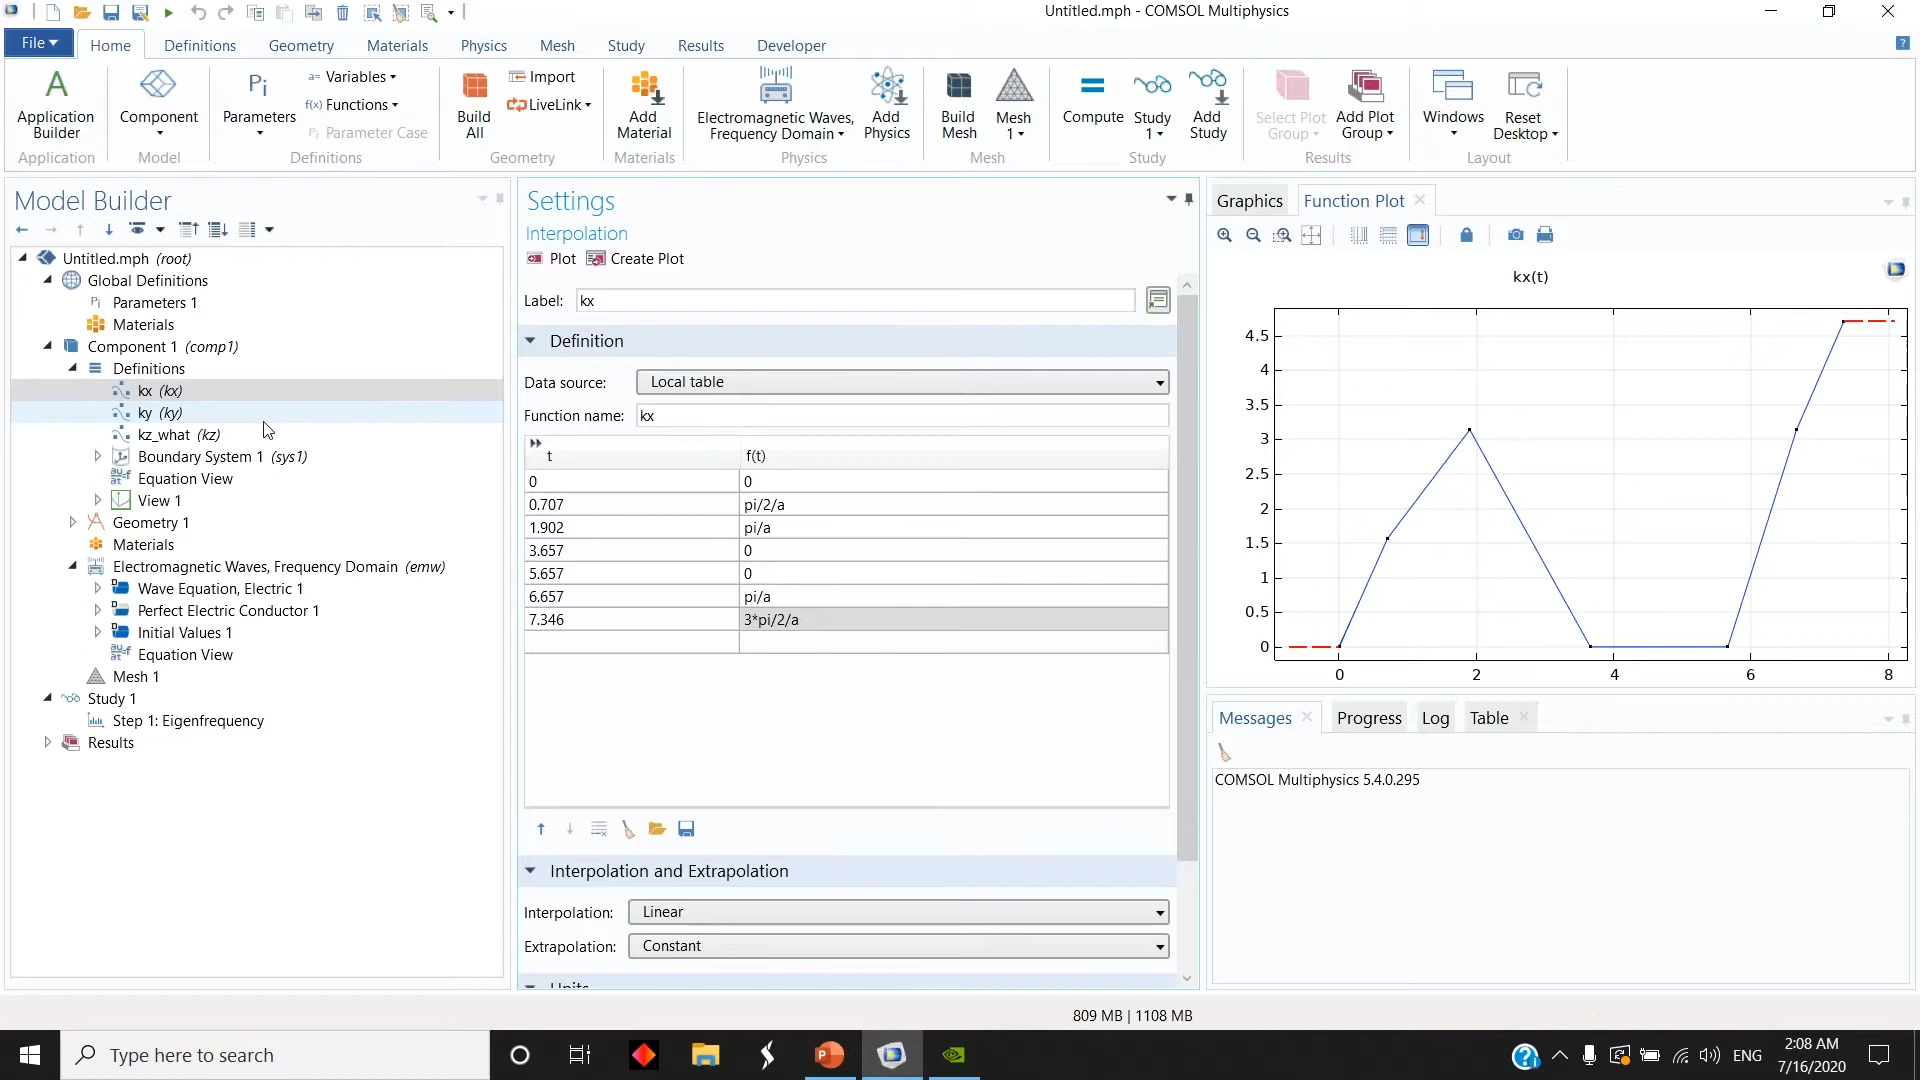 Untitled.mph - COMSOL Multiphysics
File Home Definitions Geometry Materials Physics Mesh Study Results Developer
Application Builder
Application
Component
Model
Pi
Parameters
a= Variables
f(x) Functions
Pi Parameter Case
Definitions
Build All
Import
LiveLink
Geometry
Add Material
Materials
Electromagnetic Waves, Frequency Domain
Add Physics
Physics
Build Mesh
Mesh 1
Mesh
Compute
Study 1
Add Study
Study
Select Plot Group
Add Plot Group
Results
Windows
Reset Desktop
Layout
Model Builder
Untitled.mph (root)
Global Definitions
Pi Parameters 1
Materials
Component 1 (comp1)
Definitions
kx (kx)
ky (ky)
kz_what (kz)
Boundary System 1 (sys1)
Equation View
View 1
Geometry 1
Materials
Electromagnetic Waves, Frequency Domain (emw)
Wave Equation, Electric 1
Perfect Electric Conductor 1
Initial Values 1
Equation View
Mesh 1
Study 1
Step 1: Eigenfrequency
Results
Settings
Interpolation
Plot Create Plot
Label: kx
Definition
Data source: Local table
Function name: kx
t f(t)
0 0
0.707 pi/2/a
1.902 pi/a
3.657 0
5.657 0
6.657 pi/a
7.346 3*pi/2/a
Interpolation and Extrapolation
Interpolation: Linear
Extrapolation: Constant
Units
Graphics Function Plot
kx(t)
4.5
4
3.5
3
2.5
2
1.5
1
0.5
0
0 2 4 6 8
Messages Progress Log Table
COMSOL Multiphysics 5.4.0.295
809 MB | 1108 MB
Type here to search
ENG
2:08 AM
7/16/2020